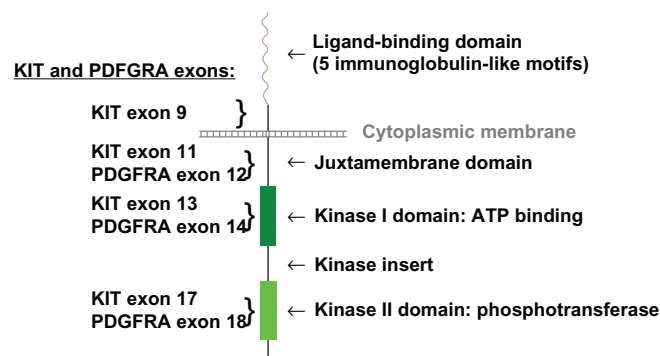 Ligand-binding domain
(5 immunoglobulin-like motifs)
KIT and PDFGRA exons:
KIT exon 9
Cytoplasmic membrane
KIT exon 11
PDGFRA exon 12
Juxtamembrane domain
KIT exon 13
PDGFRA exon 14
Kinase I domain: ATP binding
Kinase insert
KIT exon 17
PDGFRA exon 18
Kinase II domain: phosphotransferase